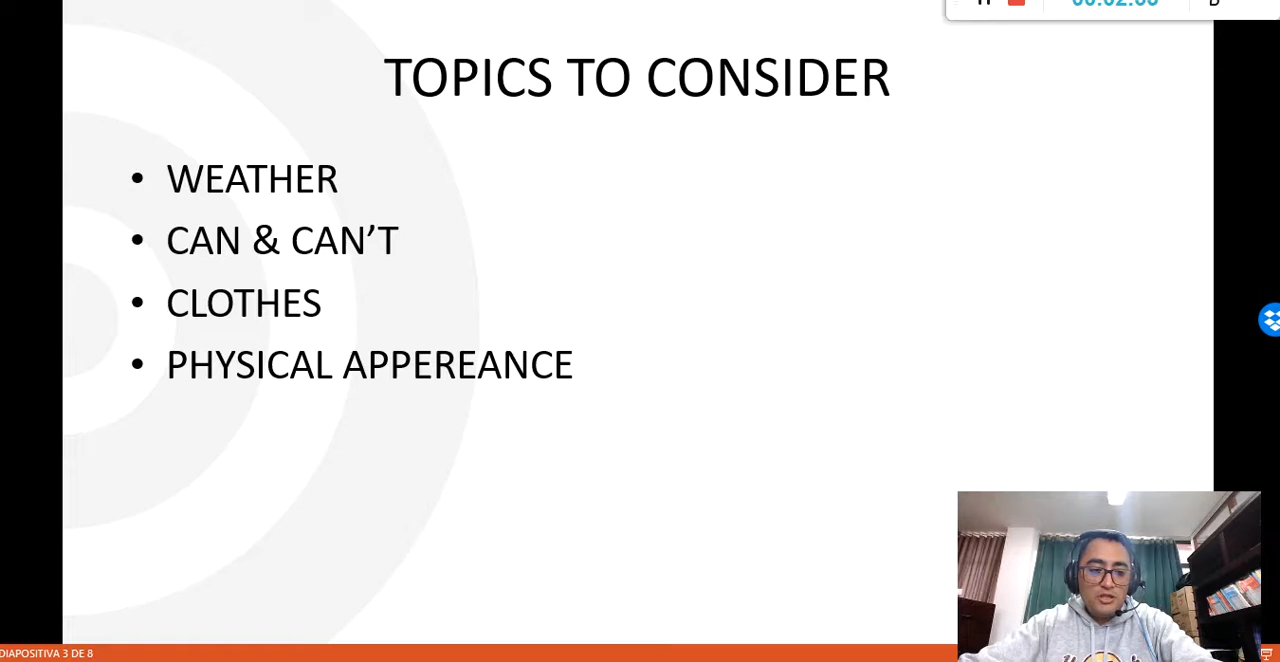 TOPICS TO CONSIDER
• WEATHER
• CAN & CAN’T
• CLOTHES
• PHYSICAL APPEREANCE
DIAPOSITIVA 3 DE 8